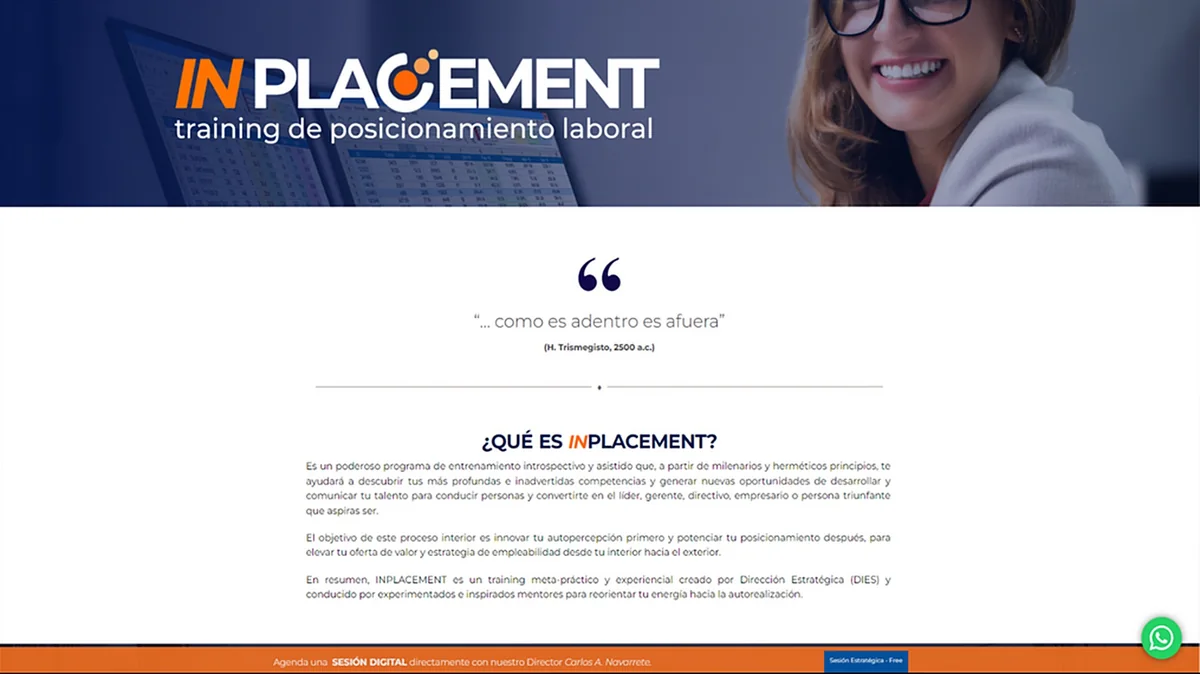 INPLACEMENT
training de posicionamiento laboral
“... como es adentro es afuera”
(H. Trismegisto, 2500 a.c.)
¿QUÉ ES INPLACEMENT?
Es un poderoso programa de entrenamiento introspectivo y asistido que, a partir de milenarios y herméticos principios, te
ayudará a descubrir tus más profundas e inadvertidas competencias y generar nuevas oportunidades de desarrollar y
comunicar tu talento para conducir personas y convertirte en el líder, gerente, directivo, empresario o persona triunfante
que aspiras ser.
El objetivo de este proceso interior es innovar tu autopercepción primero y potenciar tu posicionamiento después, para
elevar tu oferta de valor y estrategia de empleabilidad desde tu interior hacia el exterior.
En resumen, INPLACEMENT es un training meta-práctico y experiencial creado por Dirección Estratégica (DIES) y
conducido por experimentados e inspirados mentores para reorientar tu energía hacia la autorealización.
Agenda una SESIÓN DIGITAL directamente con nuestro Director Carlos A. Navarrete.
Sesión Estratégica - Free